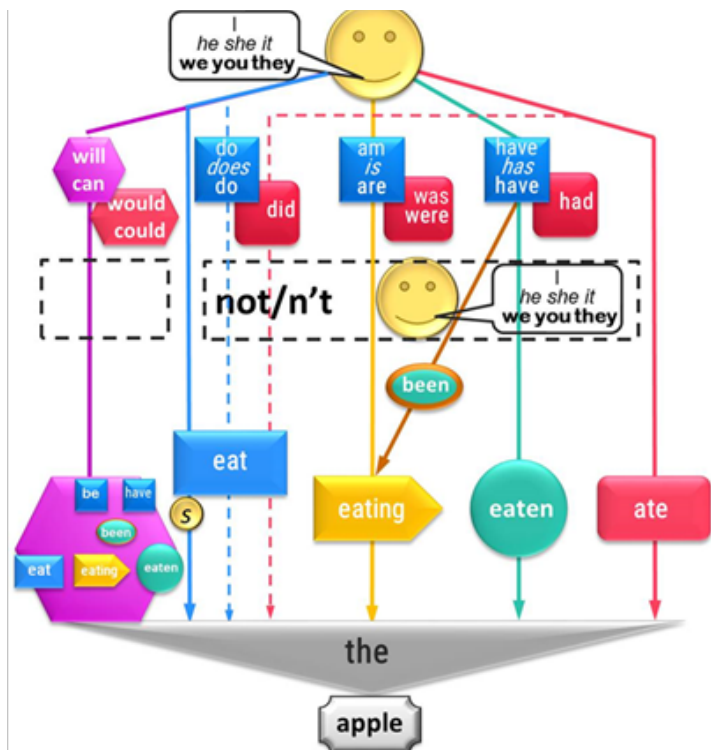 I
he she it
we you they
will
can
would
could
do
does
do
did
am
is
are
was
were
have
has
have
had
not/n't
I
he she it
we you they
been
eat
s
eating
eaten
ate
be
have
been
eat
eating
eaten
the
apple